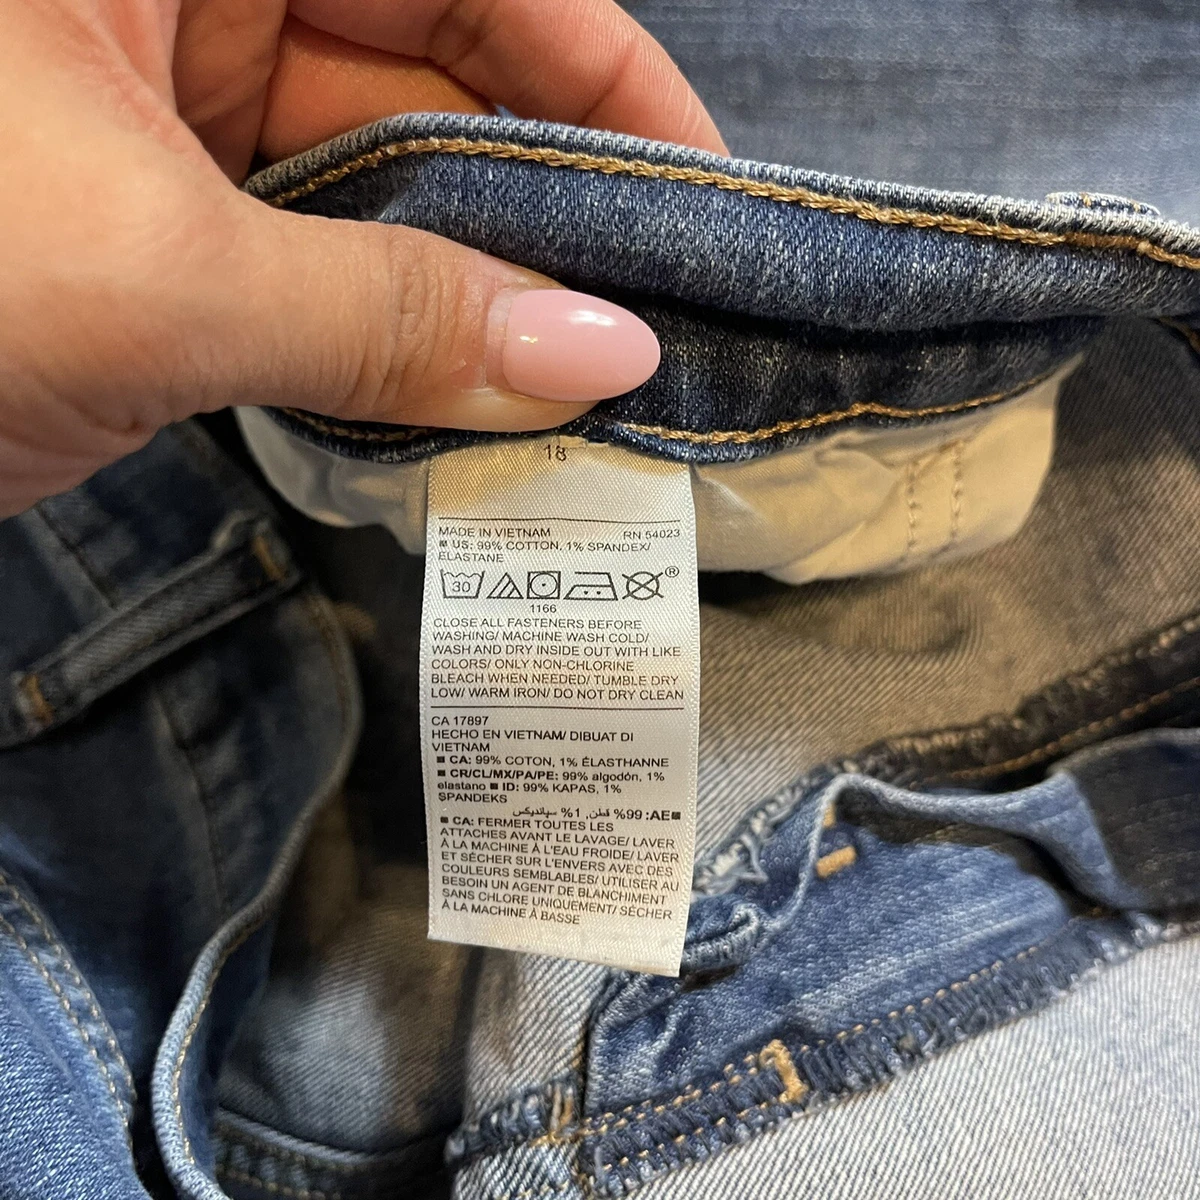 18
MADE IN VIETNAM RN 54023
■ US: 99% COTTON, 1% SPANDEX/
ELASTANE
30 ®
1166
CLOSE ALL FASTENERS BEFORE
WASHING/ MACHINE WASH COLD/
WASH AND DRY INSIDE OUT WITH LIKE
COLORS/ ONLY NON-CHLORINE
BLEACH WHEN NEEDED/ TUMBLE DRY
LOW/ WARM IRON/ DO NOT DRY CLEAN
CA 17897
HECHO EN VIETNAM/ DIBUAT DI
VIETNAM
■ CA: 99% COTON, 1% ÉLASTHANNE
■ CR/CL/MX/PA/PE: 99% algodón, 1%
elastano ■ ID: 99% KAPAS, 1%
SPANDEKS
■AE: 99% قطن, 1% سباندیکس
■ CA: FERMER TOUTES LES
ATTACHES AVANT LE LAVAGE/ LAVER
À LA MACHINE À L'EAU FROIDE/ LAVER
ET SÉCHER SUR L'ENVERS AVEC DES
COULEURS SEMBLABLES/ UTILISER AU
BESOIN UN AGENT DE BLANCHIMENT
SANS CHLORE UNIQUEMENT/ SÉCHER
À LA MACHINE À BASSE